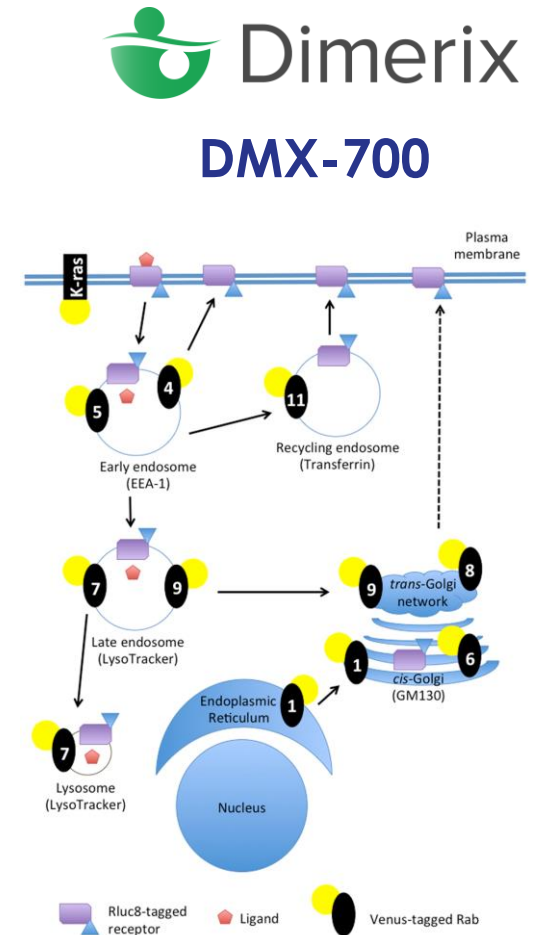 Dimerix
DMX-700
Plasma
membrane
K-ras
5
4
11
Early endosome
(EEA-1)
Recycling endosome
(Transferrin)
7
9
9
8
trans-Golgi
network
Late endosome
(LysoTracker)
1
6
cis-Golgi
(GM130)
Endoplasmic
Reticulum
1
7
Lysosome
(LysoTracker)
Nucleus
Rluc8-tagged
receptor
Ligand
Venus-tagged Rab